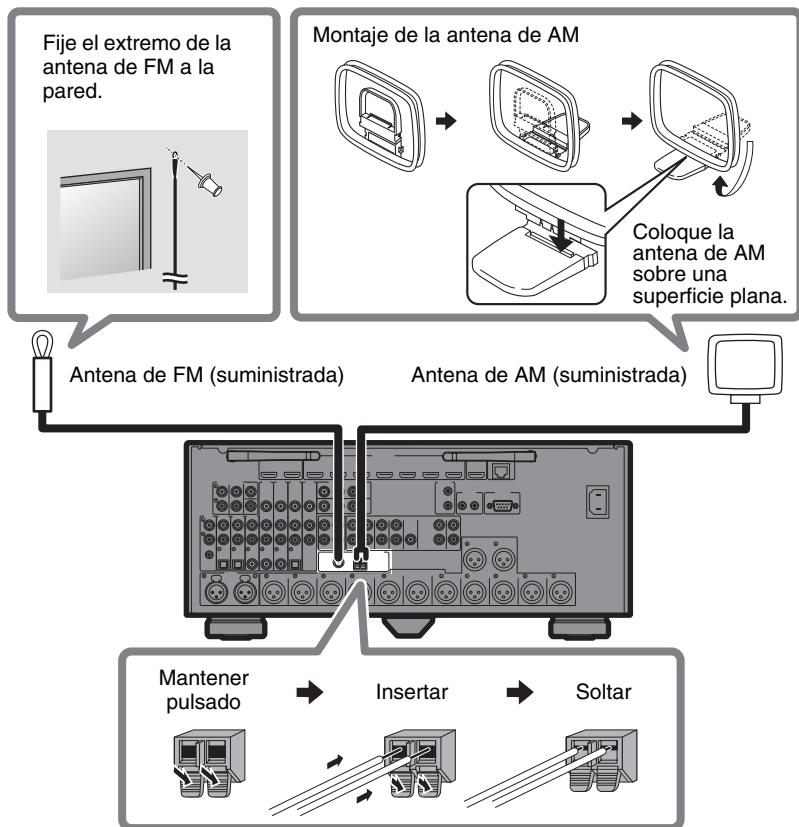 Fije el extremo de la
antena de FM a la
pared.
Montaje de la antena de AM
Coloque la
antena de AM
sobre una
superficie plana.
Antena de FM (suministrada)
Antena de AM (suministrada)
Mantener
pulsado
Insertar
Soltar